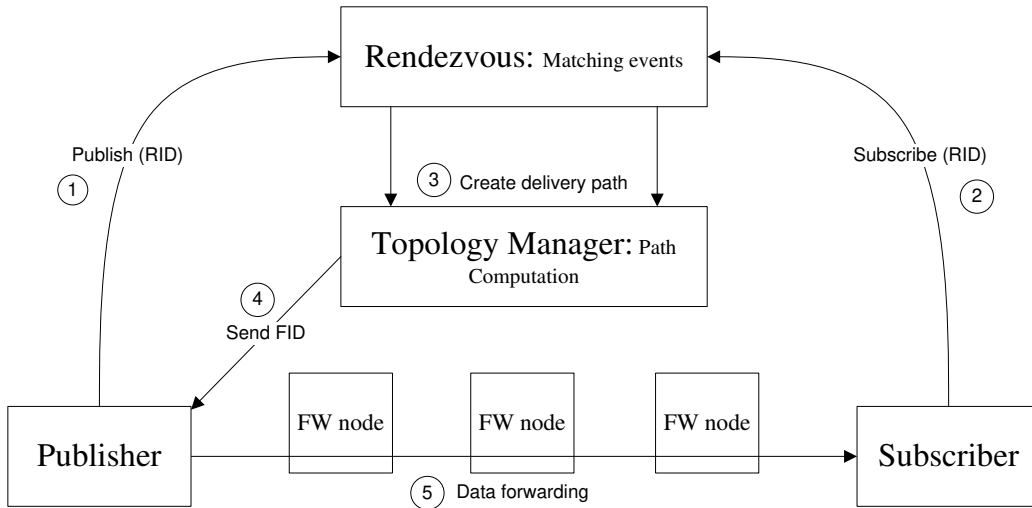 Rendezvous: Matching events
Publish (RID)
1
Subscribe (RID)
2
3 Create delivery path
Topology Manager: Path
Computation
4
Send FID
FW node
FW node
FW node
Publisher
Subscriber
5 Data forwarding